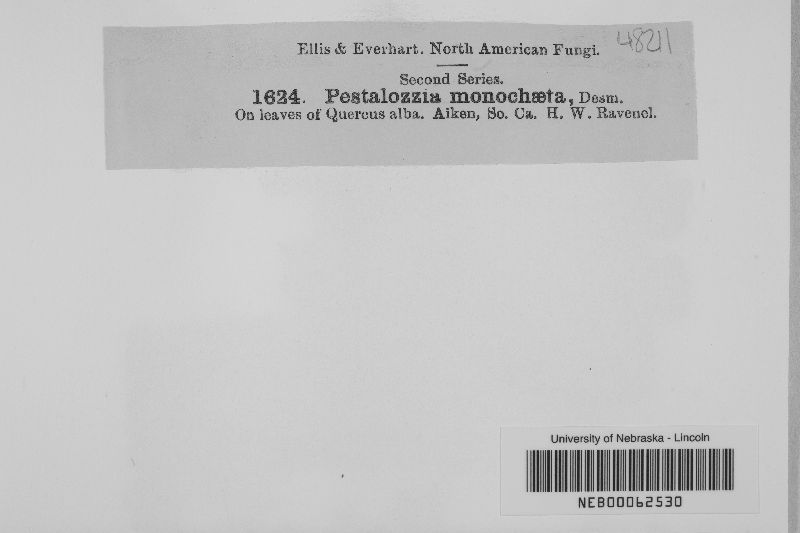 Ellis & Everhart. North American Fungi.
48211
Second Series.
1624. Pestalozzia monochæta, Desm.
On leaves of Quercus alba. Aiken, So. Ca. H. W. Ravenel.
University of Nebraska - Lincoln
NEB00062530